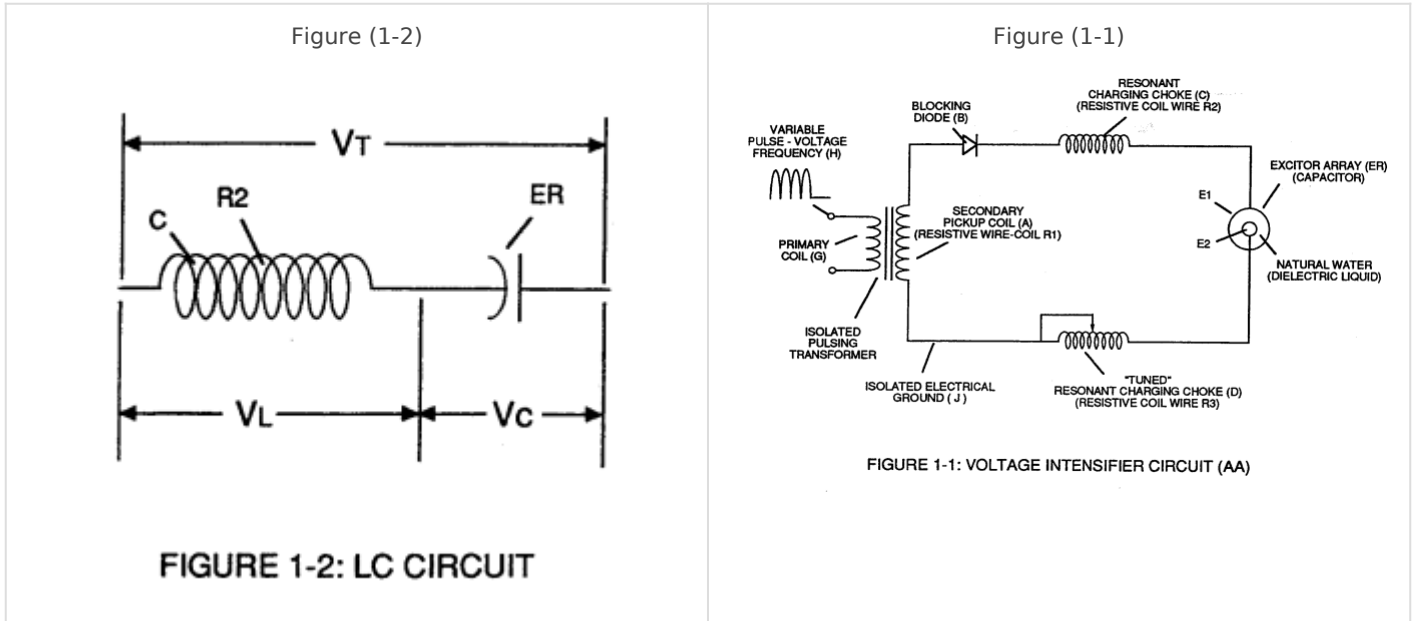 Figure (1-2)
VT
C
R2
ER
VL
VC
FIGURE 1-2: LC CIRCUIT
Figure (1-1)
RESONANT
CHARGING CHOKE (C)
(RESISTIVE COIL WIRE R2)
BLOCKING
DIODE (B)
VARIABLE
PULSE - VOLTAGE
FREQUENCY (H)
EXCITOR ARRAY (ER)
(CAPACITOR)
E1
SECONDARY
PICKUP COIL (A)
(RESISTIVE WIRE-COIL R1)
PRIMARY
COIL (G)
E2
NATURAL WATER
(DIELECTRIC LIQUID)
ISOLATED
PULSING
TRANSFORMER
ISOLATED ELECTRICAL
GROUND ( J )
"TUNED"
RESONANT CHARGING CHOKE (D)
(RESISTIVE COIL WIRE R3)
FIGURE 1-1: VOLTAGE INTENSIFIER CIRCUIT (AA)